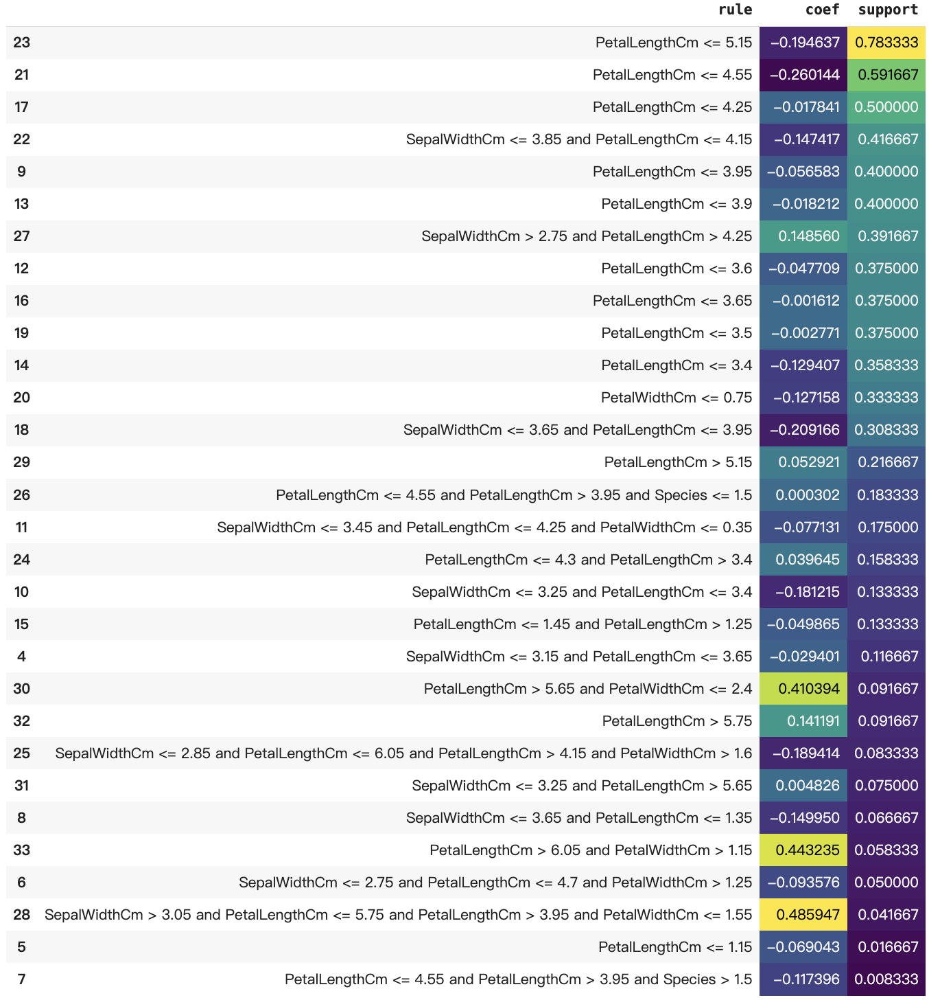 rule coef support
23 PetalLengthCm <= 5.15 −0.194637 0.783333
21 PetalLengthCm <= 4.55 −0.260144 0.591667
17 PetalLengthCm <= 4.25 −0.017841 0.500000
22 SepalWidthCm <= 3.85 and PetalLengthCm <= 4.15 −0.147417 0.416667
9 PetalLengthCm <= 3.95 −0.056583 0.400000
13 PetalLengthCm <= 3.9 −0.018212 0.400000
27 SepalWidthCm > 2.75 and PetalLengthCm > 4.25 0.148560 0.391667
12 PetalLengthCm <= 3.6 −0.047709 0.375000
16 PetalLengthCm <= 3.65 −0.001612 0.375000
19 PetalLengthCm <= 3.5 −0.002771 0.375000
14 PetalLengthCm <= 3.4 −0.129407 0.358333
20 PetalWidthCm <= 0.75 −0.127158 0.333333
18 SepalWidthCm <= 3.65 and PetalLengthCm <= 3.95 −0.209166 0.308333
29 PetalLengthCm > 5.15 0.052921 0.216667
26 PetalLengthCm <= 4.55 and PetalLengthCm > 3.95 and Species <= 1.5 0.000302 0.183333
11 SepalWidthCm <= 3.45 and PetalLengthCm <= 4.25 and PetalWidthCm <= 0.35 −0.077131 0.175000
24 PetalLengthCm <= 4.3 and PetalLengthCm > 3.4 0.039645 0.158333
10 SepalWidthCm <= 3.25 and PetalLengthCm <= 3.4 −0.181215 0.133333
15 PetalLengthCm <= 1.45 and PetalLengthCm > 1.25 −0.049865 0.133333
4 SepalWidthCm <= 3.15 and PetalLengthCm <= 3.65 −0.029401 0.116667
30 PetalLengthCm > 5.65 and PetalWidthCm <= 2.4 0.410394 0.091667
32 PetalLengthCm > 5.75 0.141191 0.091667
25 SepalWidthCm <= 2.85 and PetalLengthCm <= 6.05 and PetalLengthCm > 4.15 and PetalWidthCm > 1.6 −0.189414 0.083333
31 SepalWidthCm <= 3.25 and PetalLengthCm > 5.65 0.004826 0.075000
8 SepalWidthCm <= 3.65 and PetalLengthCm <= 1.35 −0.149950 0.066667
33 PetalLengthCm > 6.05 and PetalWidthCm > 1.15 0.443235 0.058333
6 SepalWidthCm <= 2.75 and PetalLengthCm <= 4.7 and PetalWidthCm > 1.25 −0.093576 0.050000
28 SepalWidthCm > 3.05 and PetalLengthCm <= 5.75 and PetalLengthCm > 3.95 and PetalWidthCm <= 1.55 0.485947 0.041667
5 PetalLengthCm <= 1.15 −0.069043 0.016667
7 PetalLengthCm <= 4.55 and PetalLengthCm > 3.95 and Species > 1.5 −0.117396 0.008333